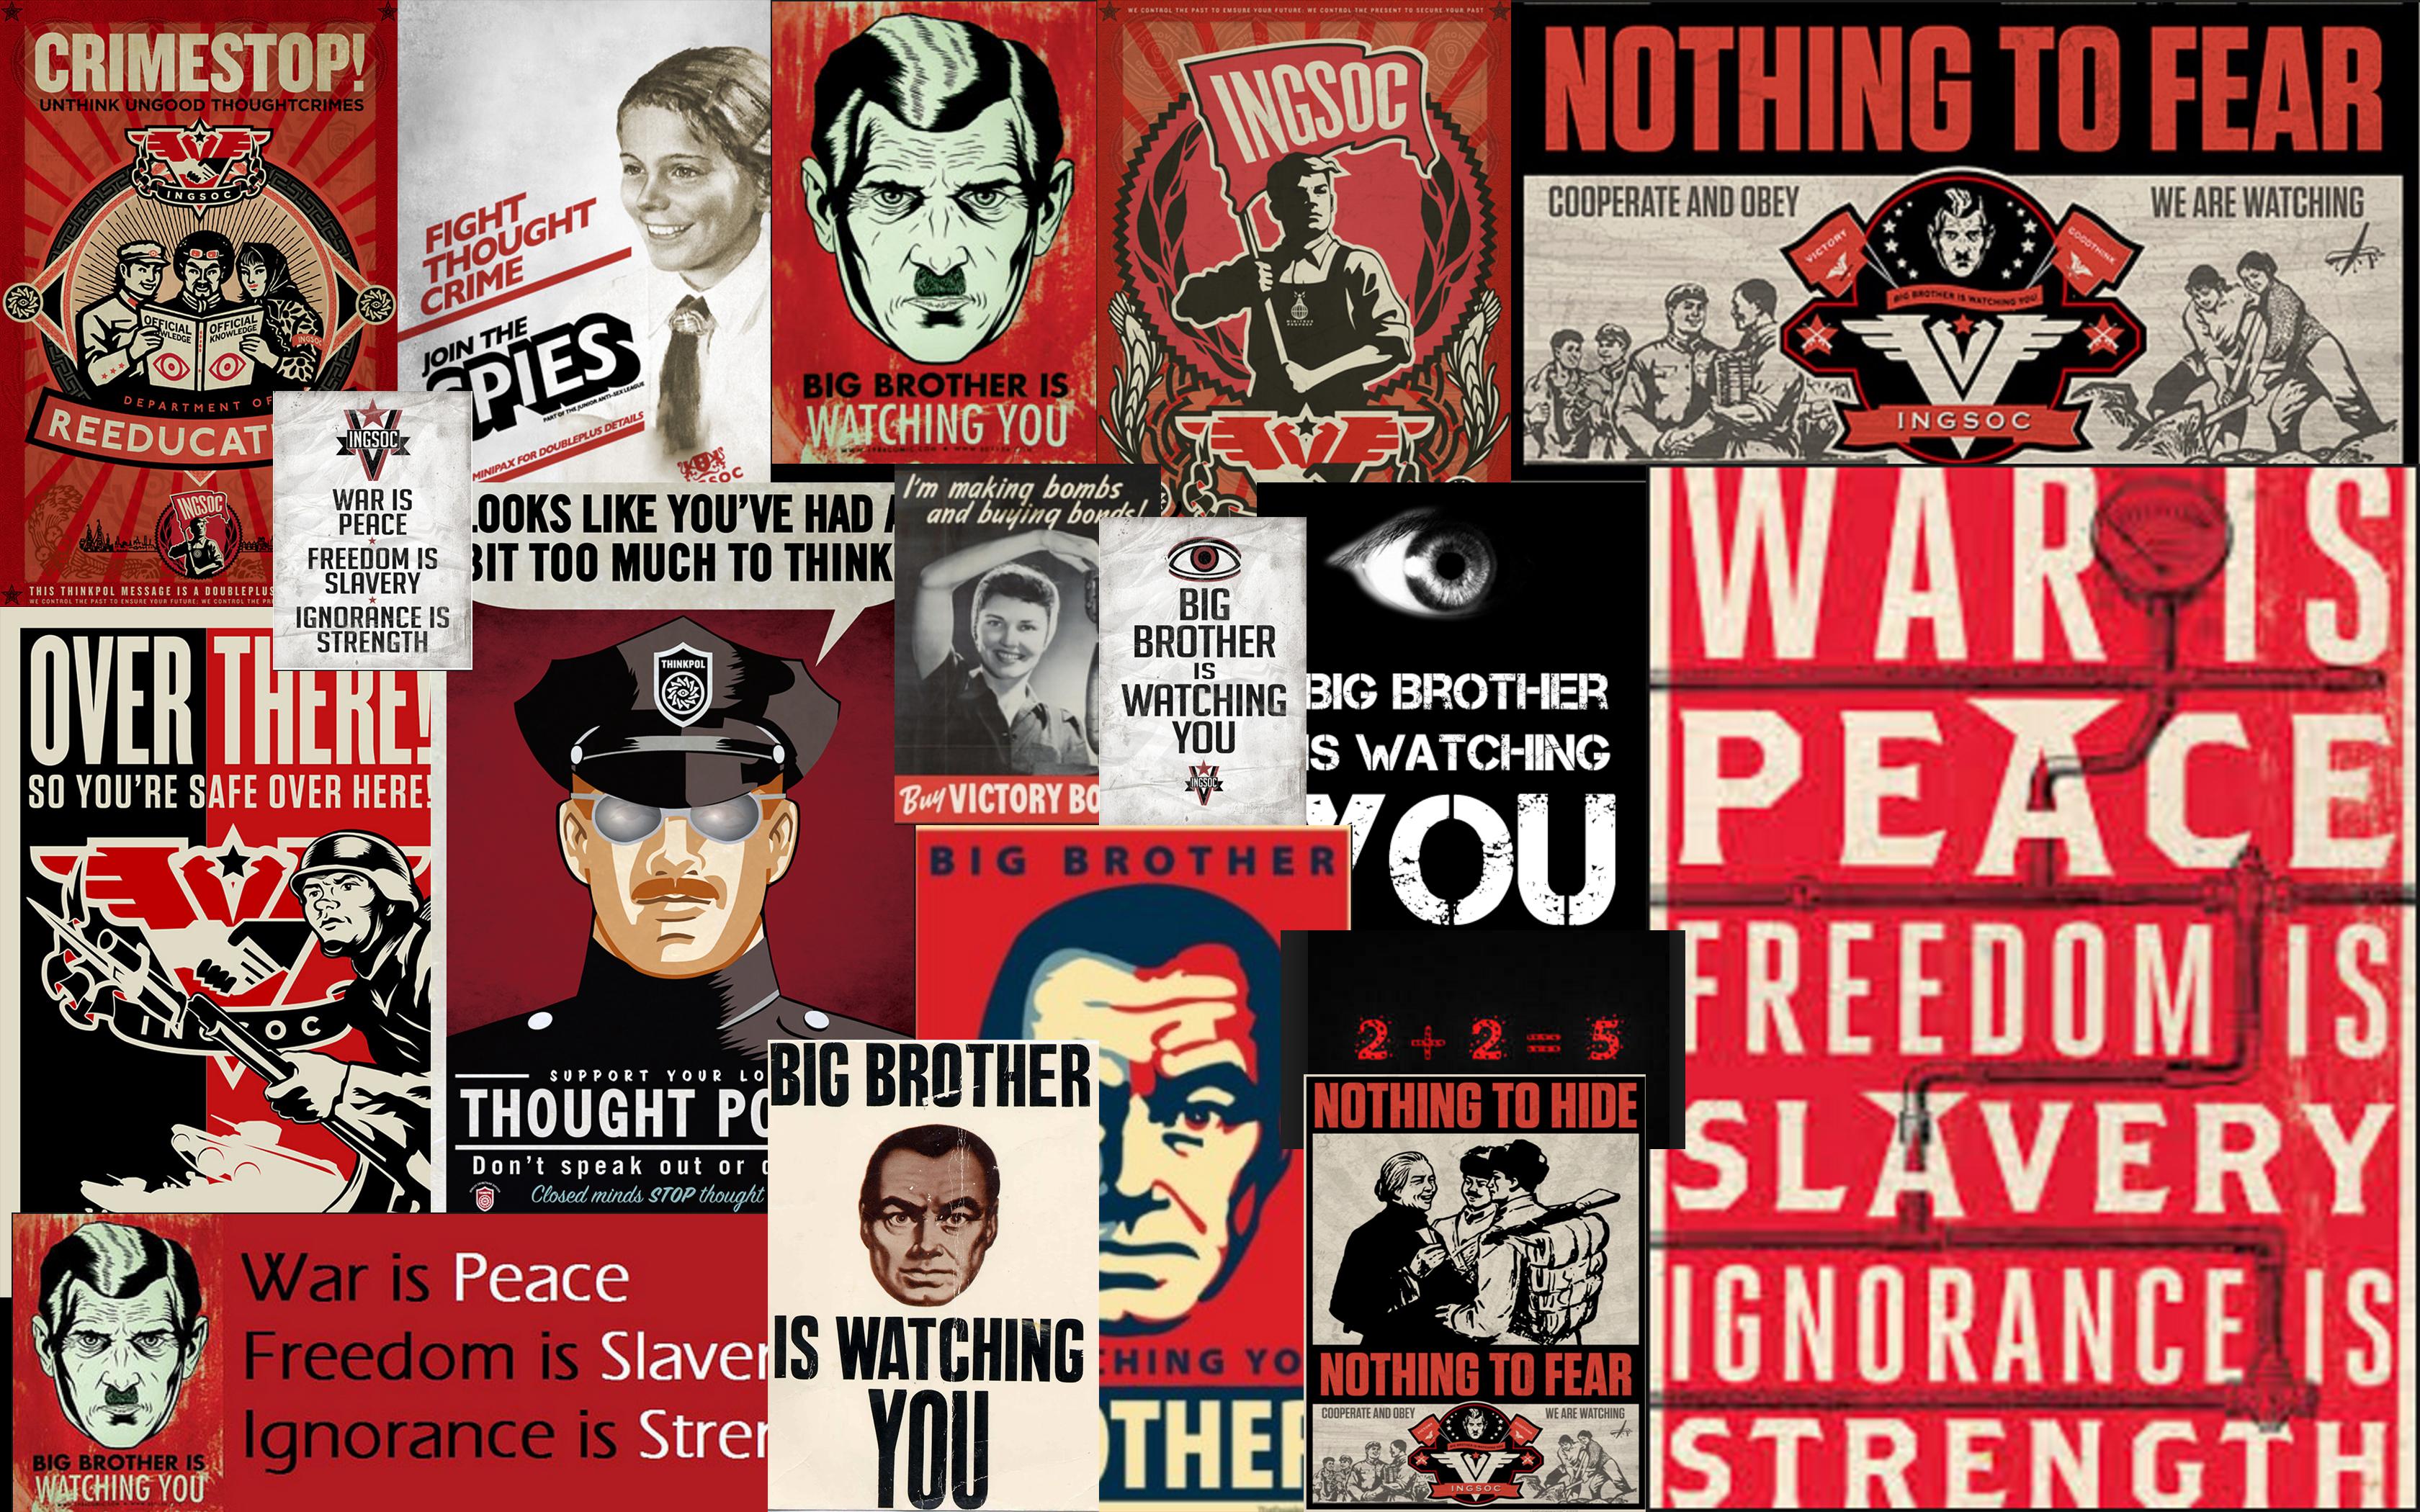 CRIMESTOP!
UNTHINK UNGOOD THOUGHTCRIMES
INGSOC
OFFICIAL
OFFICIAL
KNOWLEDGE
INGSOC
DEPARTMENT OF
INGSOC
THIS THINKPOL MESSAGE IS A
WE CONTROL THE PAST TO ENSURE YOUR FUTURE: WE CONTROL THE
FIGHT
THOUGHT
CRIME
JOIN THE
SPIES
PART OF THE JUNIOR ANTI-SEX LEAGUE
MINIPAX FOR DOUBLEPLUS DETAILS
BIG BROTHER IS
WATCHING YOU
WE CONTROL THE PAST TO ENSURE YOUR FUTURE: WE CONTROL THE PRESENT TO SECURE YOUR PAST
INGSOC
NOTHING TO FEAR
COOPERATE AND OBEY
WE ARE WATCHING
VICTORY
GOODTHINK
BIG BROTHER IS WATCHING YOU
INGSOC
INGSOC
WAR IS
PEACE
FREEDOM IS
SLAVERY
IGNORANCE IS
STRENGTH
LOOKS LIKE YOU'VE HAD A
BIT TOO MUCH TO THINK
THINKPOL
SUPPORT YOUR LO
THOUGHT PO
Don't speak out or
Closed minds STOP thought
I'm making bombs
and buying bonds!
Buy VICTORY BO
BIG
BROTHER
IS
WATCHING
YOU
INGSOC
BIG BROTHER
IS WATCHING
YOU
WAR IS
PEACE
FREEDOM IS
SLAVERY
IGNORANCE IS
STRENGTH
OVER THERE!
SO YOU'RE SAFE OVER HERE!
BIG BROTHER
CHING YO
OTHER
2 + 2 = 5
BIG BROTHER
IS WATCHING
YOU
NOTHING TO HIDE
NOTHING TO FEAR
COOPERATE AND OBEY
WE ARE WATCHING
INGSOC
BIG BROTHER IS
WATCHING YOU
War is Peace
Freedom is Slaver
Ignorance is Stren